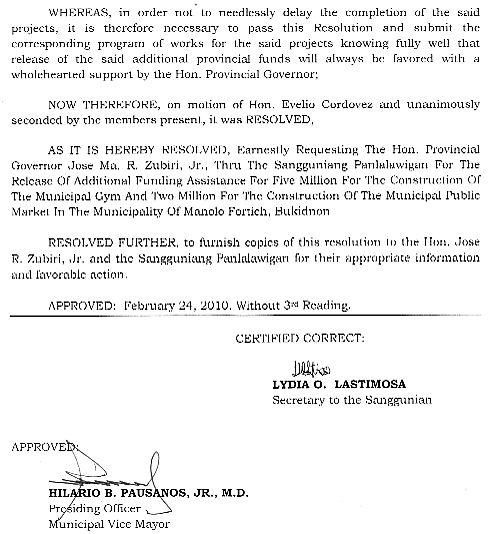 WHEREAS, in order not to needlessly delay the completion of the said
projects, it is therefore necessary to pass this Resolution and submit the
corresponding program of works for the said projects knowing fully well that
release of the said additional provincial funds will always be favored with a
wholehearted support by the Hon. Provincial Governor;
NOW THEREFORE, on motion of Hon. Evelio Cordovez and unanimously
seconded by the members present, it was RESOLVED,
AS IT IS HEREBY RESOLVED, Earnestly Requesting The Hon. Provincial
Governor Jose Ma. R. Zubiri, Jr., Thru The Sangguniang Panlalawigan For The
Release Of Additional Funding Assistance For Five Million For The Construction Of
The Municipal Gym And Two Million For The Construction Of The Municipal Public
Market In The Municipality Of Manolo Fortich, Bukidnon
RESOLVED FURTHER, to furnish copies of this resolution to the Hon. Jose
R. Zubiri, Jr. and the Sangguniang Panlalawigan for their appropriate information
and favorable action.
APPROVED: February 24, 2010. Without 3rd Reading.
CERTIFIED CORRECT:
LYDIA O. LASTIMOSA
Secretary to the Sanggunian
APPROVED:
HILARIO B. PAUSANOS, JR., M.D.
Presiding Officer
Municipal Vice Mayor